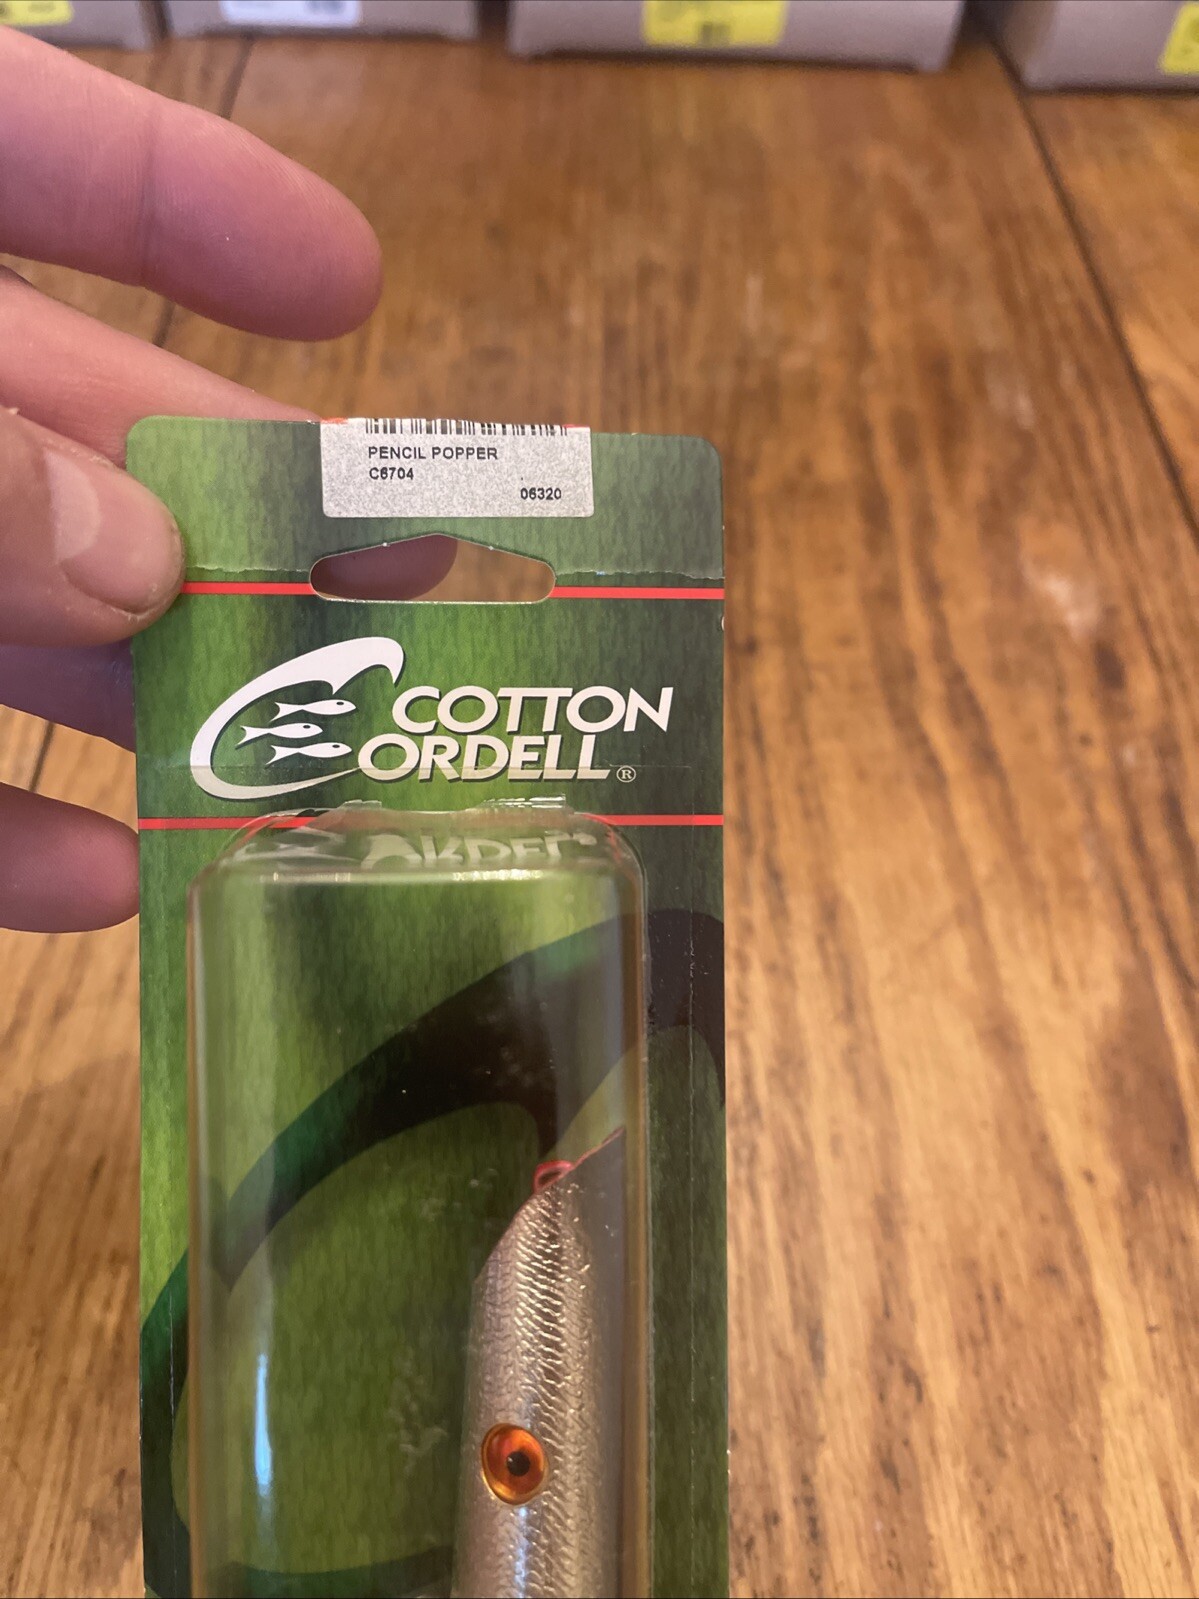 PENCIL POPPER
C6704
06320
COTTON
CORDELL®